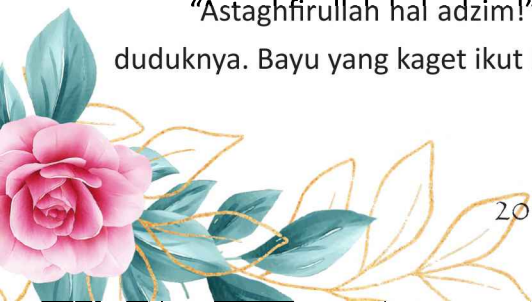 “Astaghfirullah hal adzim!”
duduknya. Bayu yang kaget ikut
20